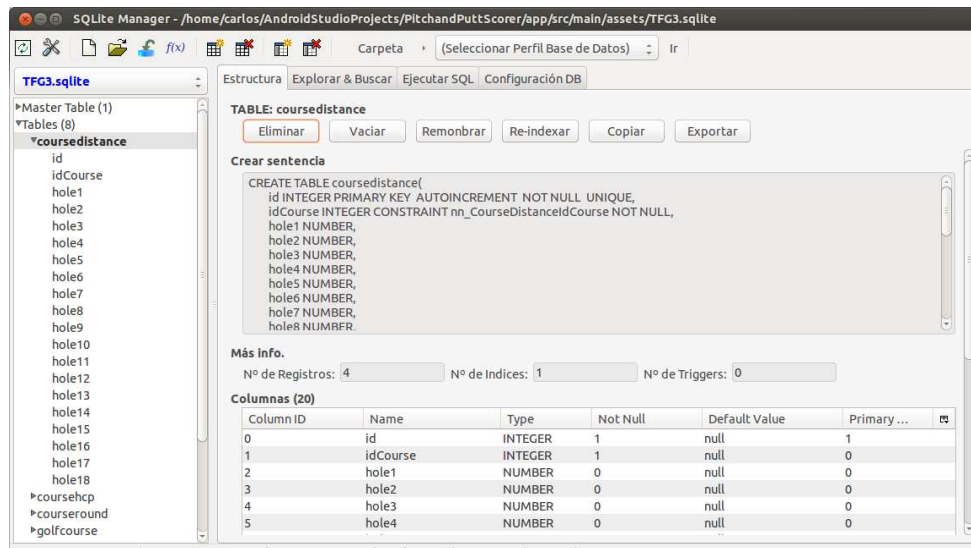 SQLite Manager - /home/carlos/AndroidStudioProjects/PitchandPuttScorer/app/src/main/assets/TFG3.sqlite
f(x) Carpeta (Seleccionar Perfil Base de Datos) Ir
TFG3.sqlite
Master Table (1)
Tables (8)
coursedistance
id
idCourse
hole1
hole2
hole3
hole4
hole5
hole6
hole7
hole8
hole9
hole10
hole11
hole12
hole13
hole14
hole15
hole16
hole17
hole18
coursehcp
courseround
golfcourse
Estructura Explorar & Buscar Ejecutar SQL Configuración DB
TABLE: coursedistance
Eliminar Vaciar Remonbrar Re-indexar Copiar Exportar
Crear sentencia
CREATE TABLE coursedistance(
id INTEGER PRIMARY KEY AUTOINCREMENT NOT NULL UNIQUE,
idCourse INTEGER CONSTRAINT nn_CourseDistanceIdCourse NOT NULL,
hole1 NUMBER,
hole2 NUMBER,
hole3 NUMBER,
hole4 NUMBER,
hole5 NUMBER,
hole6 NUMBER,
hole7 NUMBER,
hole8 NUMBER,
Más info.
Nº de Registros: 4 Nº de Indices: 1 Nº de Triggers: 0
Columnas (20)
Column ID Name Type Not Null Default Value Primary ...
0 id INTEGER 1 null 1
1 idCourse INTEGER 1 null 0
2 hole1 NUMBER 0 null 0
3 hole2 NUMBER 0 null 0
4 hole3 NUMBER 0 null 0
5 hole4 NUMBER 0 null 0